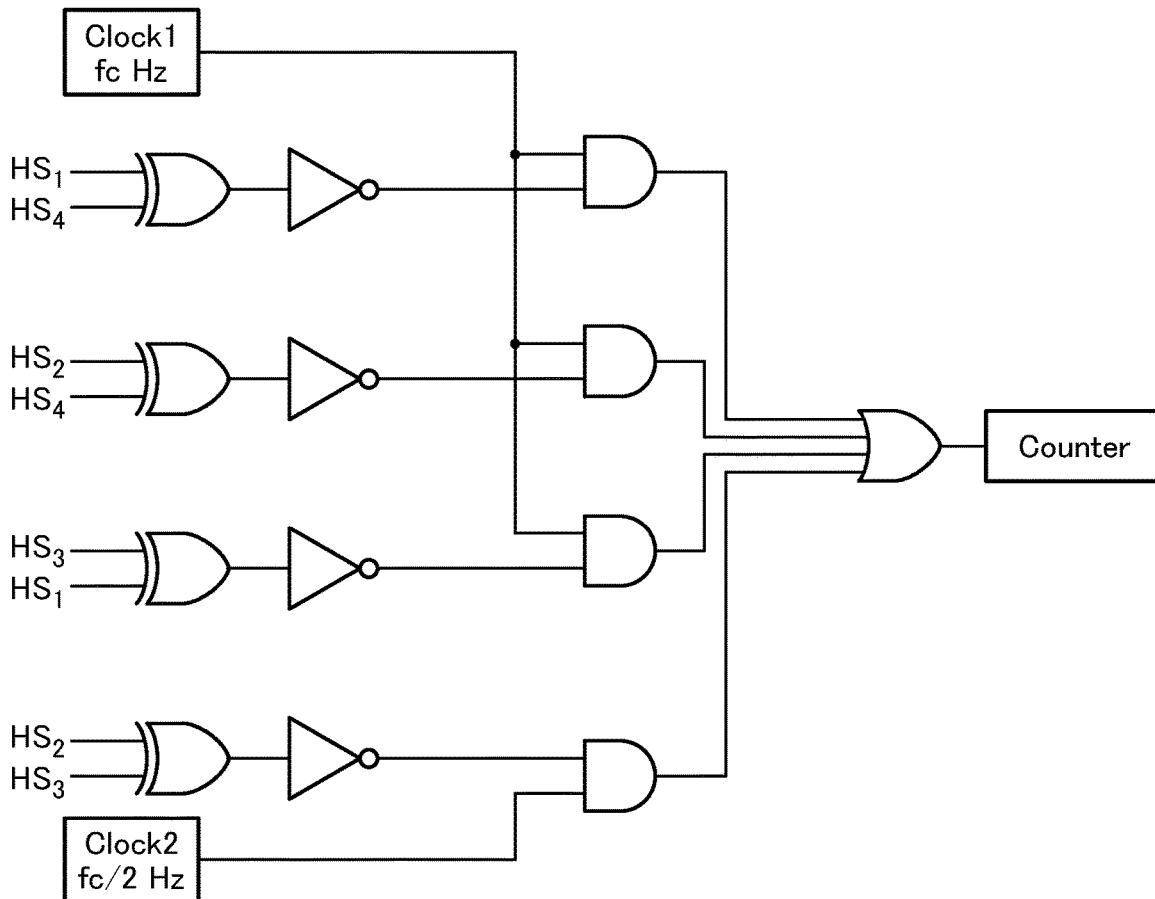 Clock1
fc Hz
HS₁
HS₄
HS₂
HS₄
Counter
HS₃
HS₁
HS₂
HS₃
Clock2
fc/2 Hz